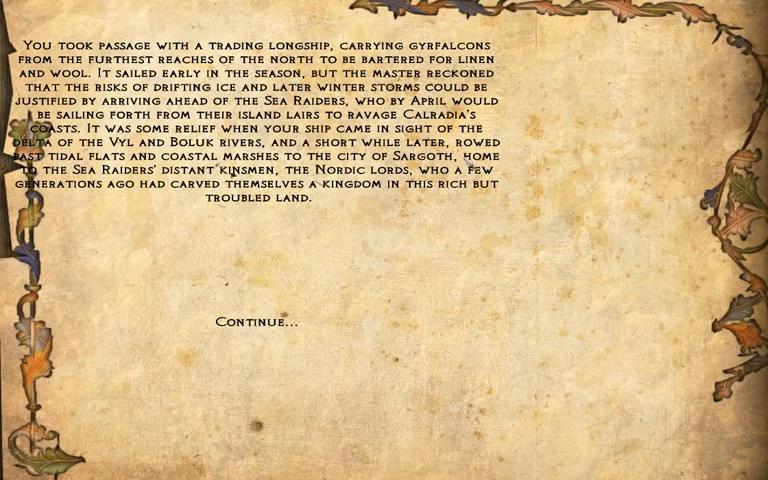 You took passage with a trading longship, carrying gyrfalcons
from the furthest reaches of the north to be bartered for linen
and wool. It sailed early in the season, but the master reckoned
that the risks of drifting ice and later winter storms could be
justified by arriving ahead of the Sea Raiders, who by April would
be sailing forth from their island lairs to ravage Calradia's
coasts. It was some relief when your ship came in sight of the
delta of the Vyl and Boluk rivers, and a short while later, rowed
past tidal flats and coastal marshes to the city of Sargoth, home
to the Sea Raiders' distant kinsmen, the Nordic lords, who a few
generations ago had carved themselves a kingdom in this rich but
troubled land.
Continue...